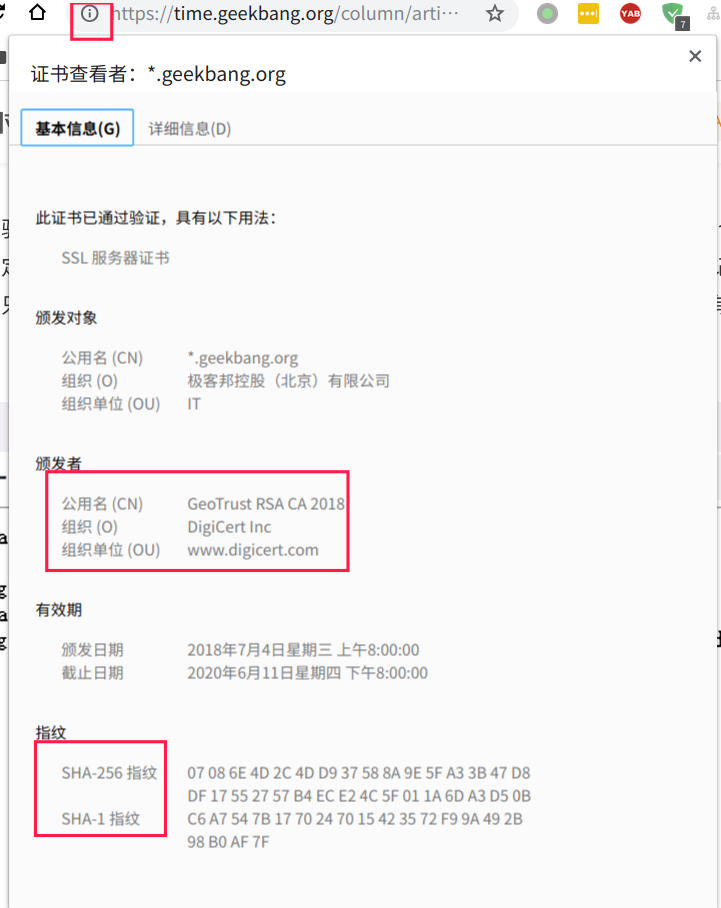 https://time.geekbang.org/column/arti…
YAB
7
证书查看者：*.geekbang.org
基本信息(G) 详细信息(D)
此证书已通过验证，具有以下用法：
SSL 服务器证书
颁发对象
公用名 (CN) *.geekbang.org
组织 (O) 极客邦控股（北京）有限公司
组织单位 (OU) IT
颁发者
公用名 (CN) GeoTrust RSA CA 2018
组织 (O) DigiCert Inc
组织单位 (OU) www.digicert.com
有效期
颁发日期 2018年7月4日星期三 上午8:00:00
截止日期 2020年6月11日星期四 下午8:00:00
指纹
SHA-256 指纹 07 08 6E 4D 2C 4D D9 37 58 8A 9E 5F A3 3B 47 D8
DF 17 55 27 57 B4 EC E2 4C 5F 01 1A 6D A3 D5 0B
SHA-1 指纹 C6 A7 54 7B 17 70 24 70 15 42 35 72 F9 9A 49 2B
98 B0 AF 7F